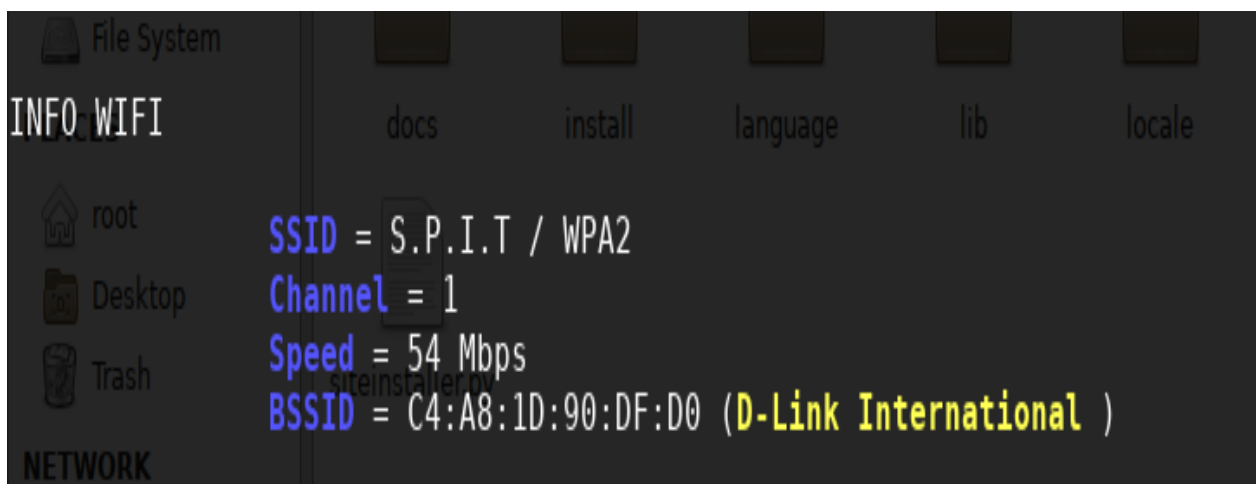 File System
INFO WIFI
PLACES
docs install language lib locale
root
SSID = S.P.I.T / WPA2
Desktop
Channel = 1
Speed = 54 Mbps
Trash
siteinstaller.py
BSSID = C4:A8:1D:90:DF:D0 (D-Link International )
NETWORK